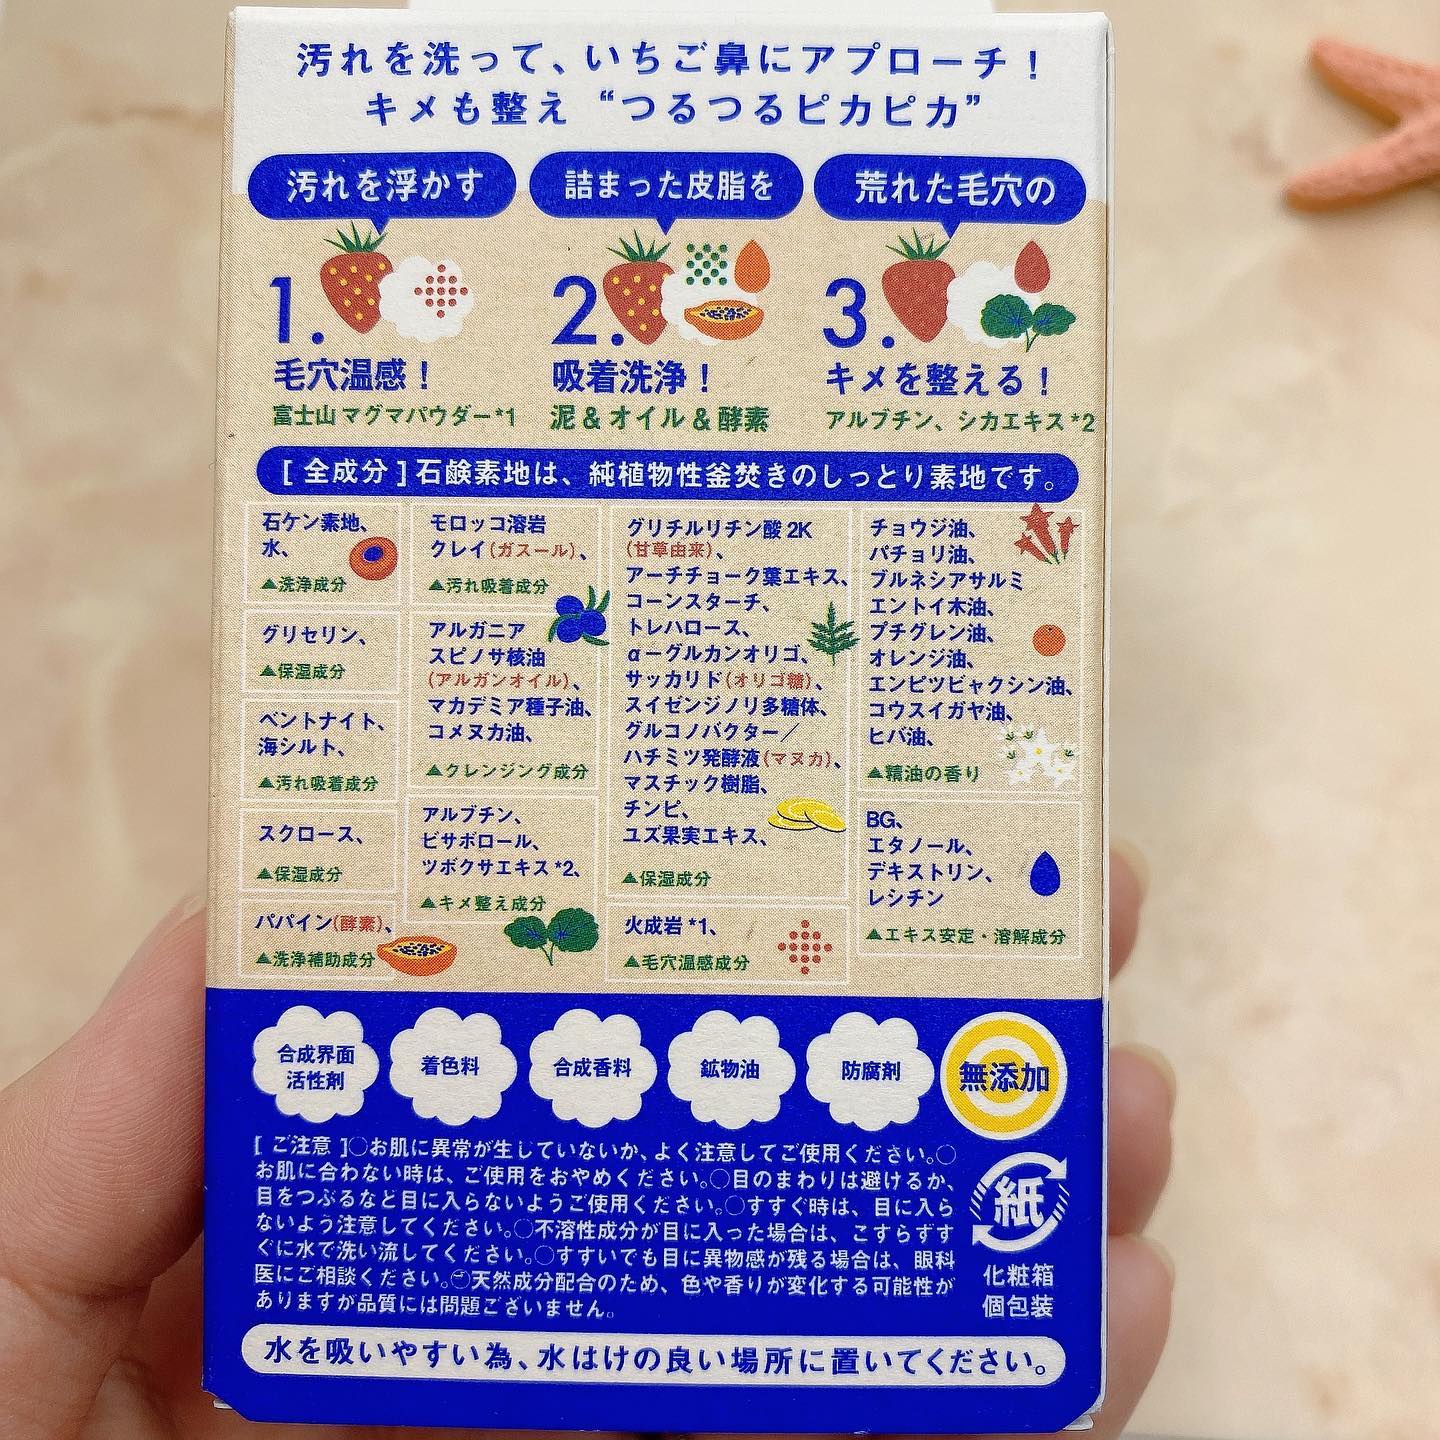 汚れを洗って、いちご鼻にアプローチ！
キメも整え “つるつるピカピカ”
汚れを浮かす
詰まった皮脂を
荒れた毛穴の
1.
2.
3.
毛穴温感！
吸着洗浄！
キメを整える！
富士山マグマパウダー*1
泥＆オイル＆酵素
アルブチン、シカエキス*2
[ 全成分 ] 石鹸素地は、純植物性釜焚きのしっとり素地です。
石ケン素地、
水、
▲洗浄成分
グリセリン、
▲保湿成分
ベントナイト、
海シルト、
▲汚れ吸着成分
スクロース、
▲保湿成分
パパイン(酵素)、
▲洗浄補助成分
モロッコ溶岩
クレイ(ガスール)、
▲汚れ吸着成分
アルガニア
スピノサ核油
(アルガンオイル)、
マカデミア種子油、
コメヌカ油、
▲クレンジング成分
アルブチン、
ビサボロール、
ツボクサエキス*2、
▲キメ整え成分
グリチルリチン酸2K
(甘草由来)、
アーチチョーク葉エキス、
コーンスターチ、
トレハロース、
α－グルカンオリゴ、
サッカリド(オリゴ糖)、
スイゼンジノリ多糖体、
グルコノバクター／
ハチミツ発酵液(マヌカ)、
マスチック樹脂、
チンピ、
ユズ果実エキス、
▲保湿成分
火成岩*1、
▲毛穴温感成分
チョウジ油、
パチョリ油、
ブルネシアサルミ
エントイ木油、
プチグレン油、
オレンジ油、
エンピツビャクシン油、
コウスイガヤ油、
ヒバ油、
▲精油の香り
BG、
エタノール、
デキストリン、
レシチン
▲エキス安定・溶解成分
合成界面
活性剤
着色料
合成香料
鉱物油
防腐剤
無添加
[ ご注意 ]○お肌に異常が生じていないか、よく注意してご使用ください。○
お肌に合わない時は、ご使用をおやめください。○目のまわりは避けるか、
目をつぶるなど目に入らないようご使用ください。○すすぐ時は、目に入ら
ないよう注意してください。○不溶性成分が目に入った場合は、こすらずす
ぐに水で洗い流してください。○すすいでも目に異物感が残る場合は、眼科
医にご相談ください。○天然成分配合のため、色や香りが変化する可能性が
ありますが品質には問題ございません。
紙
化粧箱
個包装
水を吸いやすい為、水はけの良い場所に置いてください。